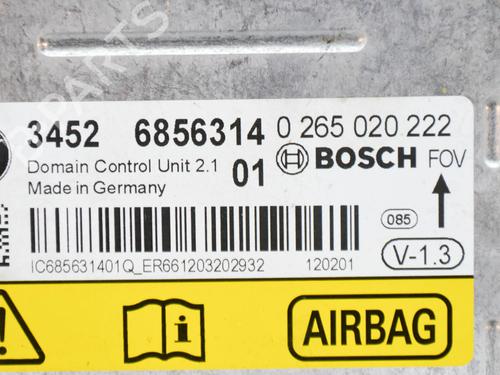 3452 6856314 0 265 020 222
Domain Control Unit 2.1 01 BOSCH FOV
Made in Germany
085
V-1.3
IC685631401Q_ER661203202932 120201
AIRBAG